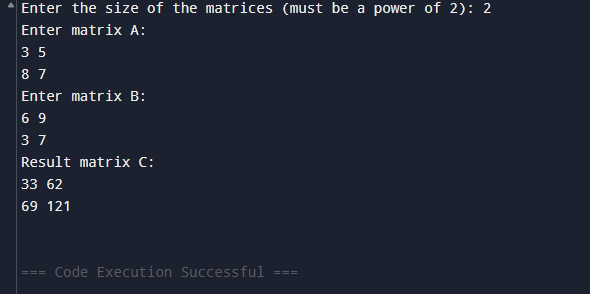 Enter the size of the matrices (must be a power of 2): 2
Enter matrix A:
3 5
8 7
Enter matrix B:
6 9
3 7
Result matrix C:
33 62
69 121
=== Code Execution Successful ===